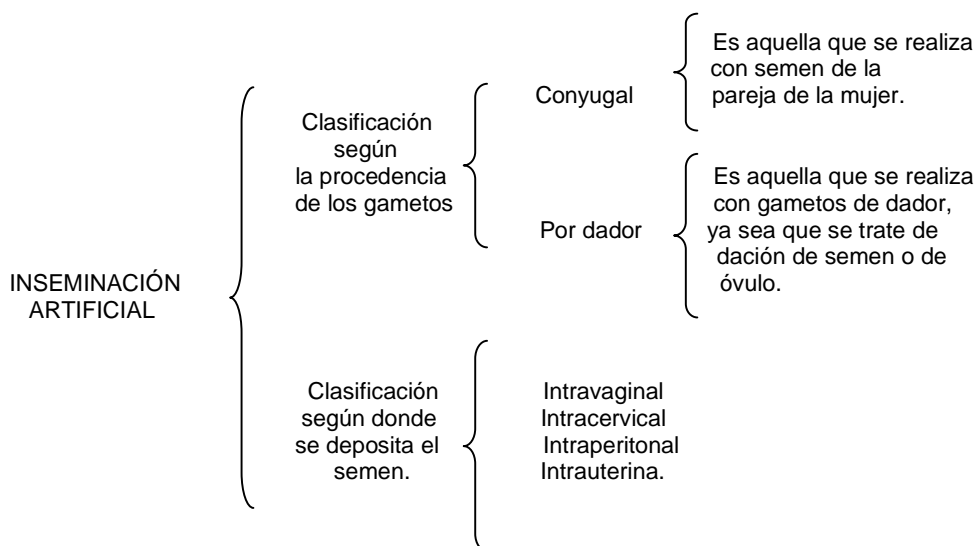 INSEMINACIÓN
ARTIFICIAL
Clasificación
según
la procedencia
de los gametos
Conyugal
Es aquella que se realiza
con semen de la
pareja de la mujer.
Por dador
Es aquella que se realiza
con gametos de dador,
ya sea que se trate de
dación de semen o de
óvulo.
Clasificación
según donde
se deposita el
semen.
Intravaginal
Intracervical
Intraperitonal
Intrauterina.